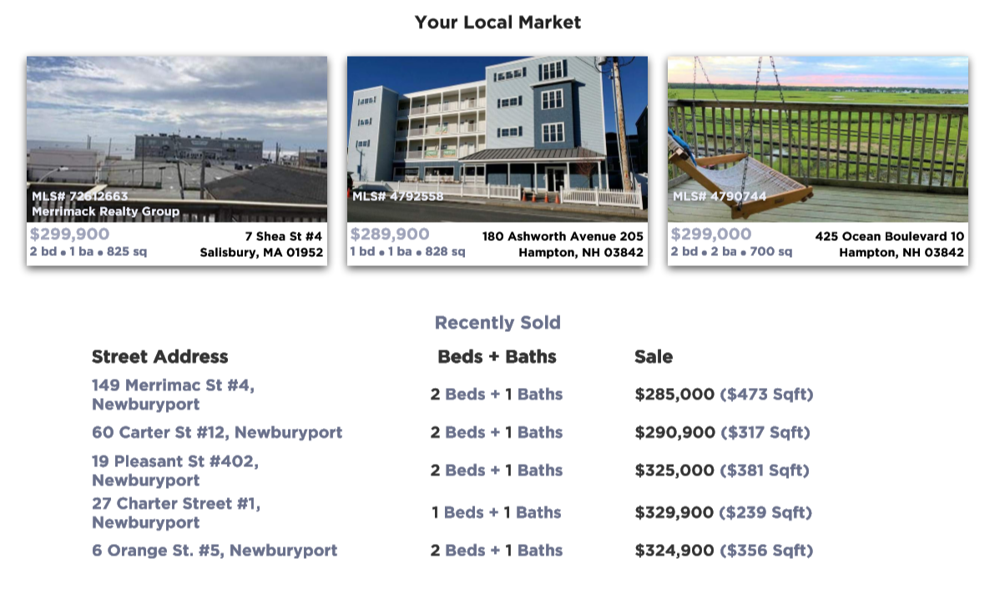 Your Local Market
MLS# 72612663
Merrimack Realty Group
$299,900
2 bd • 1 ba • 825 sq
7 Shea St #4
Salisbury, MA 01952
MLS# 4792558
$289,900
1 bd • 1 ba • 828 sq
180 Ashworth Avenue 205
Hampton, NH 03842
MLS# 4790744
$299,000
2 bd • 2 ba • 700 sq
425 Ocean Boulevard 10
Hampton, NH 03842
Recently Sold
Street Address Beds + Baths Sale
149 Merrimac St #4,
Newburyport
2 Beds + 1 Baths $285,000 ($473 Sqft)
60 Carter St #12, Newburyport 2 Beds + 1 Baths $290,900 ($317 Sqft)
19 Pleasant St #402,
Newburyport
2 Beds + 1 Baths $325,000 ($381 Sqft)
27 Charter Street #1,
Newburyport
1 Beds + 1 Baths $329,900 ($239 Sqft)
6 Orange St. #5, Newburyport 2 Beds + 1 Baths $324,900 ($356 Sqft)